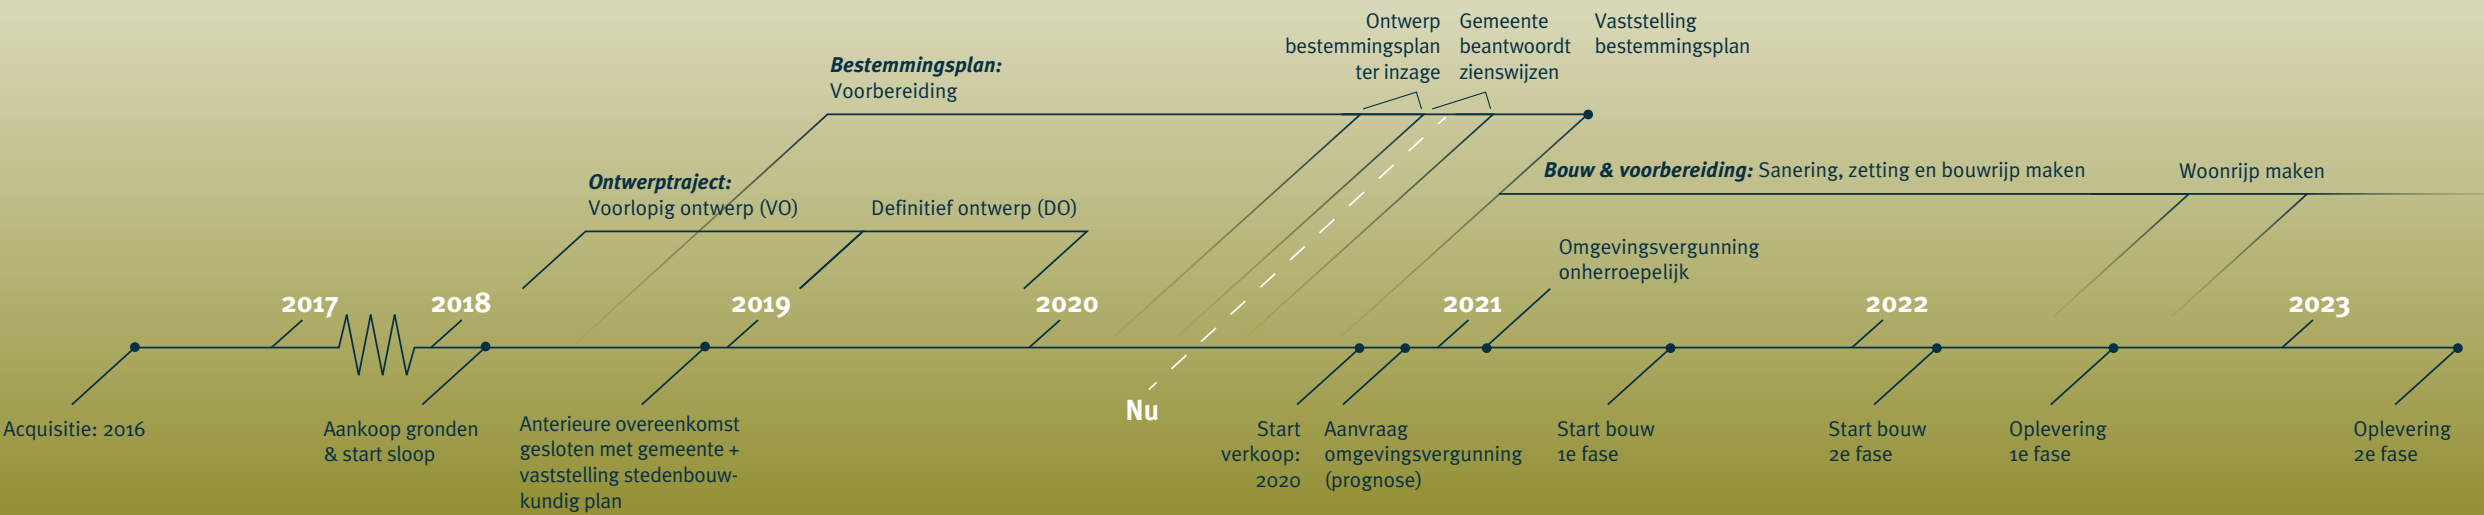 Ontwerp
bestemmingsplan
ter inzage
Gemeente
beantwoordt
zienswijzen
Vaststelling
bestemmingsplan
Bestemmingsplan:
Voorbereiding
Ontwerptraject:
Voorlopig ontwerp (VO)
Definitief ontwerp (DO)
Bouw & voorbereiding: Sanering, zetting en bouwrijp maken
Woonrijp maken
Omgevingsvergunning
onherroepelijk
2017
2018
2019
2020
2021
2022
2023
Nu
Acquisitie: 2016
Aankoop gronden
& start sloop
Anterieure overeenkomst
gesloten met gemeente +
vaststelling stedenbouw-
kundig plan
Start
verkoop:
2020
Aanvraag
omgevingsvergunning
(prognose)
Start bouw
1e fase
Start bouw
2e fase
Oplevering
1e fase
Oplevering
2e fase